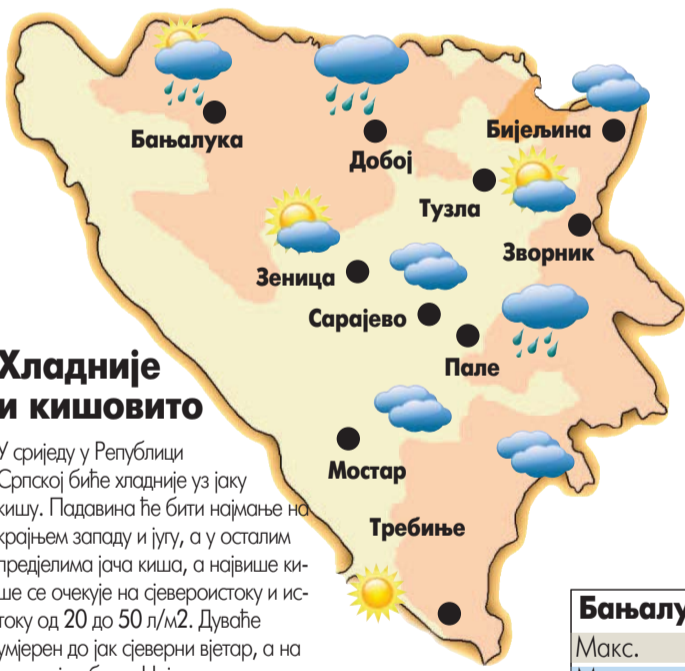 Бањалука
Добој
Бијељина
Тузла
Зворник
Зеница
Сарајево
Пале
Мостар
Требиње
Хладније
и кишовито
У сриједу у Републици
Српској биће хладније уз јаку
кишу. Падавина ће бити најмање на
крајњем западу и југу, а у осталим
предјелима јача киша, а највише ки-
ше се очекује на сјевероистоку и ис-
току од 20 до 50 л/м2. Дуваће
умјерен до јак сјеверни вјетар, а на
Бањалу
Макс.